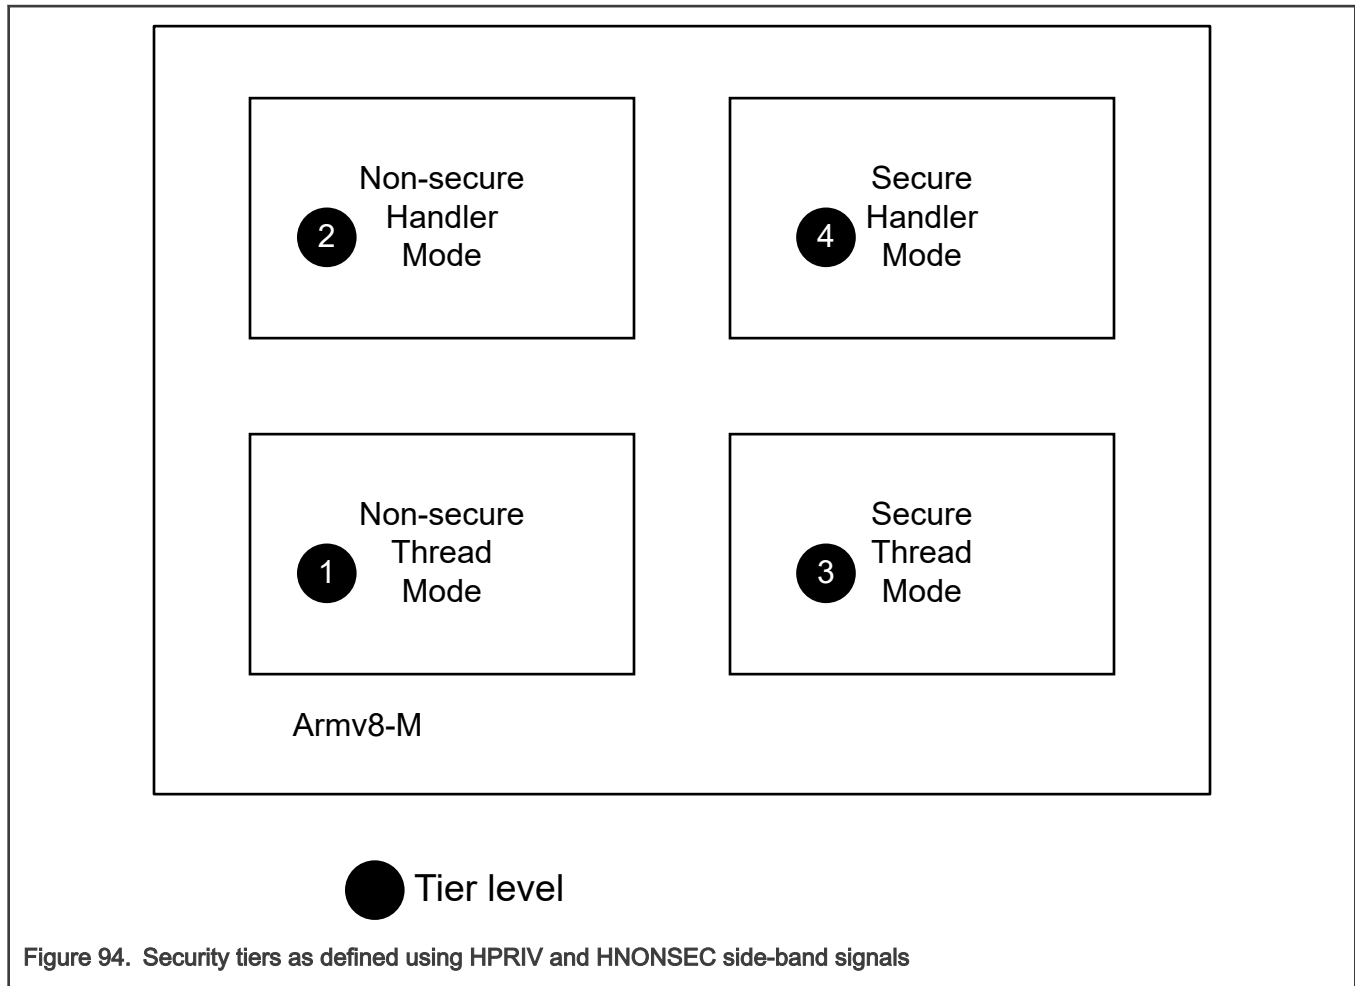 Non-secure
Handler
Mode
2
Secure
Handler
Mode
4
Non-secure
Thread
Mode
1
Secure
Thread
Mode
3
Armv8-M
Tier level
Figure 94. Security tiers as defined using HPRIV and HNONSEC side-band signals